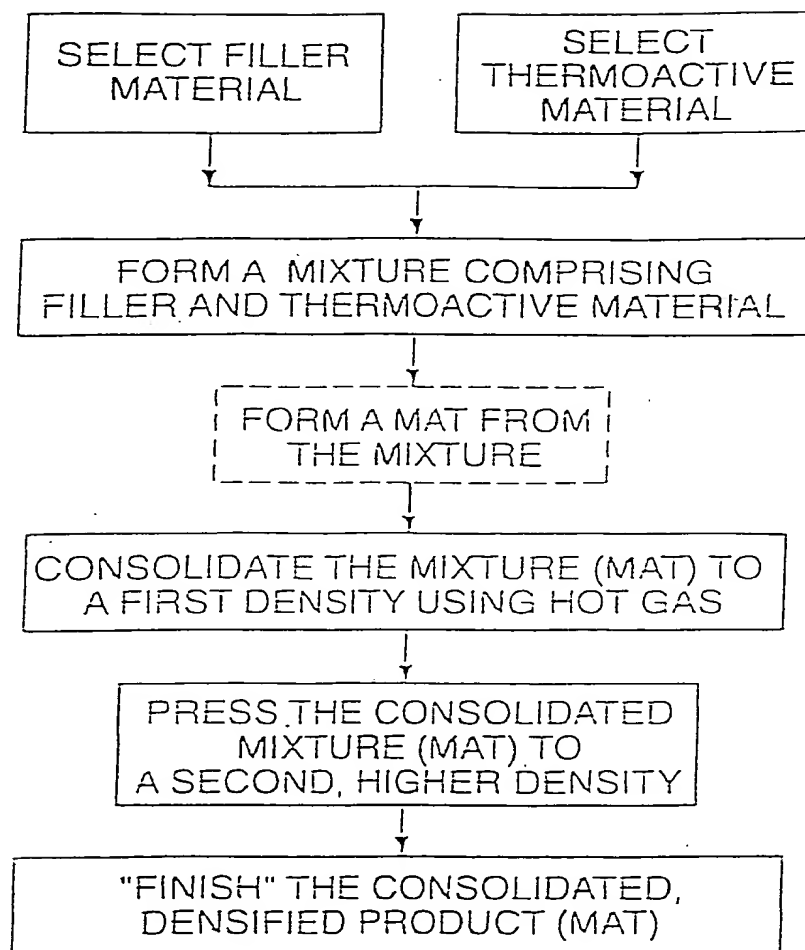 SELECT FILLER
MATERIAL
SELECT
THERMOACTIVE
MATERIAL
FORM A MIXTURE COMPRISING
FILLER AND THERMOACTIVE MATERIAL
FORM A MAT FROM
THE MIXTURE
CONSOLIDATE THE MIXTURE (MAT) TO
A FIRST DENSITY USING HOT GAS
PRESS THE CONSOLIDATED
MIXTURE (MAT) TO
A SECOND, HIGHER DENSITY
"FINISH" THE CONSOLIDATED,
DENSIFIED PRODUCT (MAT)